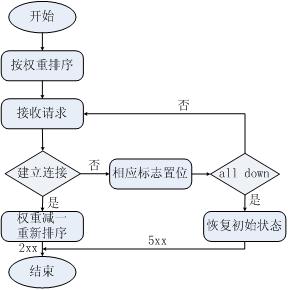 开始
按权重排序
接收请求
否
建立连接
否
相应标志置位
all down
是
是
权重减一
重新排序
恢复初始状态
2xx
5xx
结束